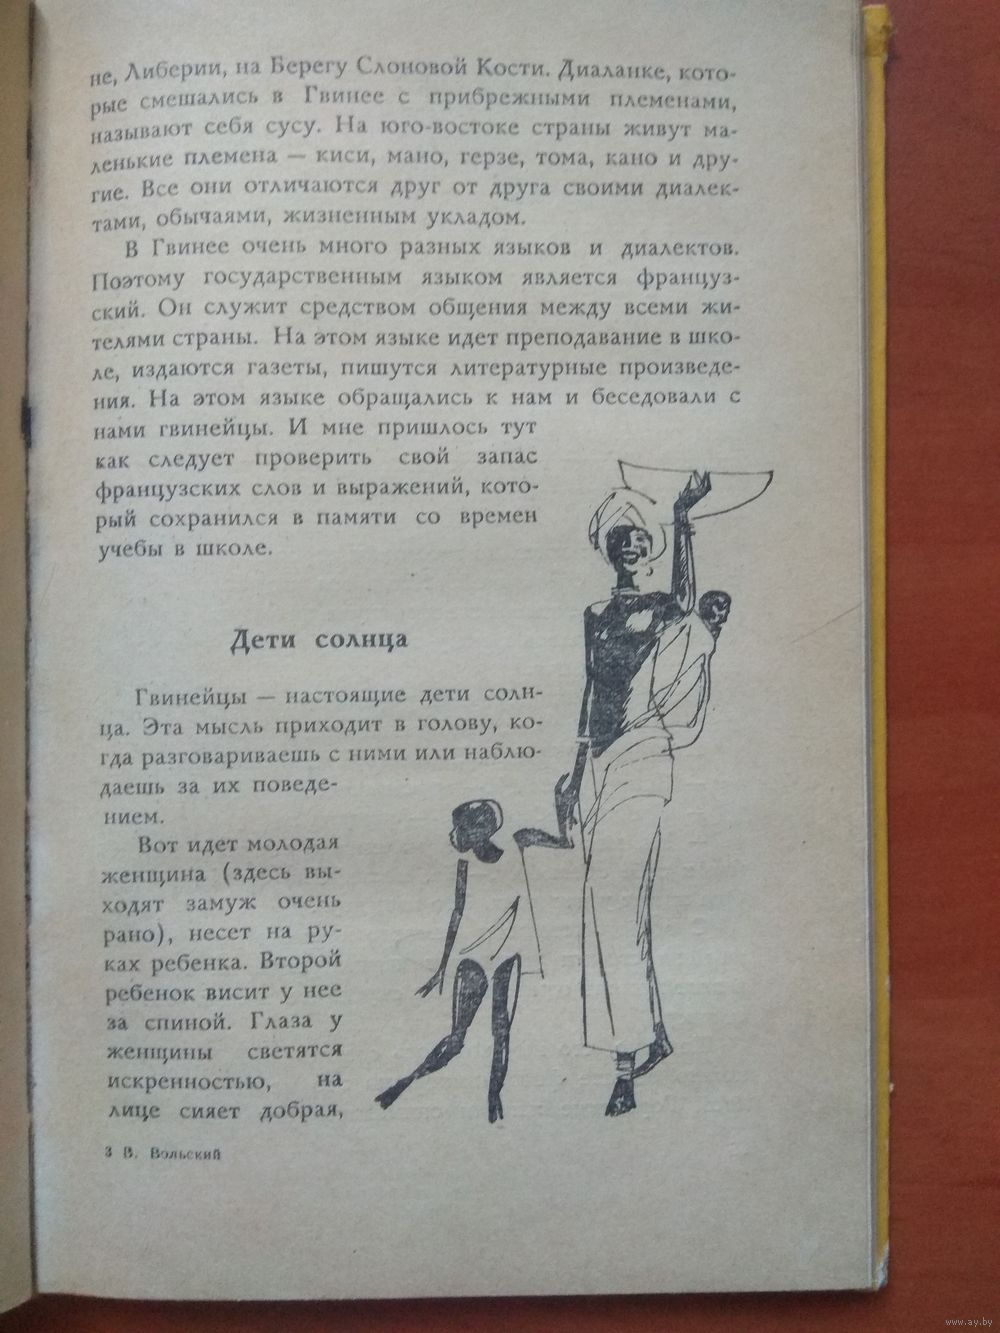 не, Либерии, на Берегу Слоновой Кости. Диаланке, кото-
рые смешались в Гвинее с прибрежными племенами,
называют себя сусу. На юго-востоке страны живут ма-
ленькие племена — киси, мано, герзе, тома, кано и дру-
гие. Все они отличаются друг от друга своими диалек-
тами, обычаями, жизненным укладом.
В Гвинее очень много разных языков и диалектов.
Поэтому государственным языком является француз-
ский. Он служит средством общения между всеми жи-
телями страны. На этом языке идет преподавание в шко-
ле, издаются газеты, пишутся литературные произведе-
ния. На этом языке обращались к нам и беседовали с
нами гвинейцы. И мне пришлось тут
как следует проверить свой запас
французских слов и выражений, кото-
рый сохранился в памяти со времен
учебы в школе.
Дети солнца
Гвинейцы — настоящие дети солн-
ца. Эта мысль приходит в голову, ко-
гда разговариваешь с ними или наблю-
даешь за их поведе-
нием.
Вот идет молодая
женщина (здесь вы-
ходят замуж очень
рано), несет на ру-
ках ребенка. Второй
ребенок висит у нее
за спиной. Глаза у
женщины светятся
искренностью, на
лице сияет добрая,
3 В. Вольский
www.ay.by